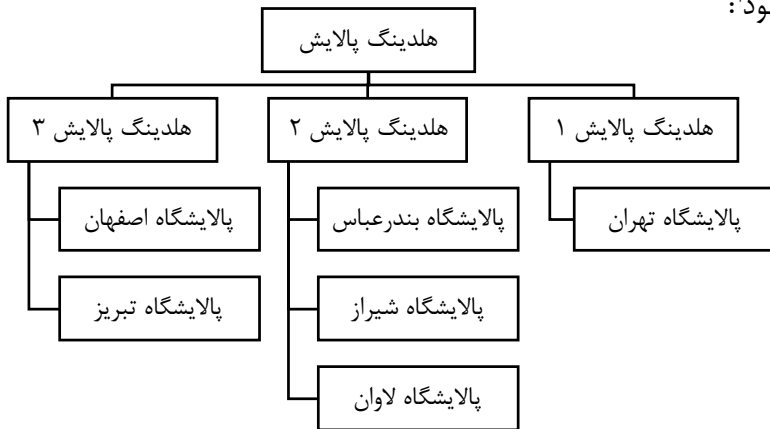 هلدینگ پالایش
هلدینگ پالایش ۱
هلدینگ پالایش ۲
هلدینگ پالایش ۳
پالایشگاه تهران
پالایشگاه بندرعباس
پالایشگاه اصفهان
پالایشگاه شیراز
پالایشگاه تبریز
پالایشگاه لاوان